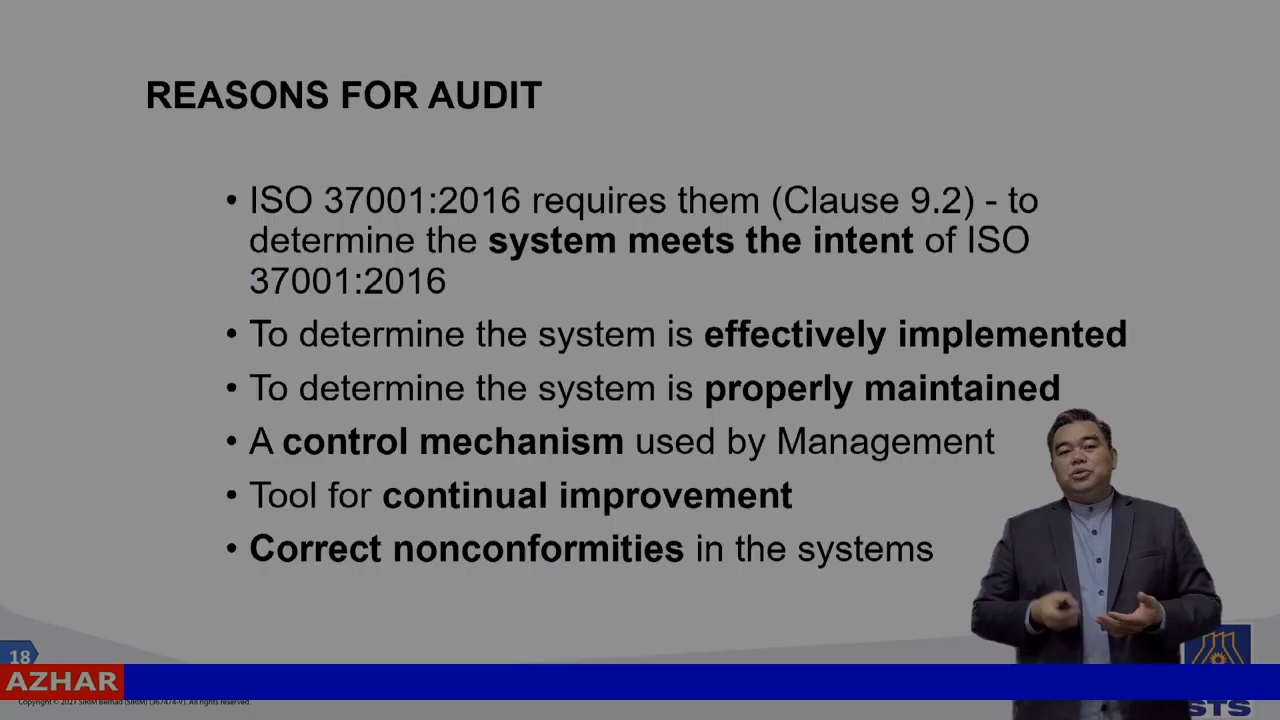 REASONS FOR AUDIT
• ISO 37001:2016 requires them (Clause 9.2) - to
determine the system meets the intent of ISO
37001:2016
• To determine the system is effectively implemented
• To determine the system is properly maintained
• A control mechanism used by Management
• Tool for continual improvement
• Correct nonconformities in the systems
18
AZHAR
Copyright © 2021 SIRIM Berhad (SIRIM) (367474-V). All rights reserved.
STS